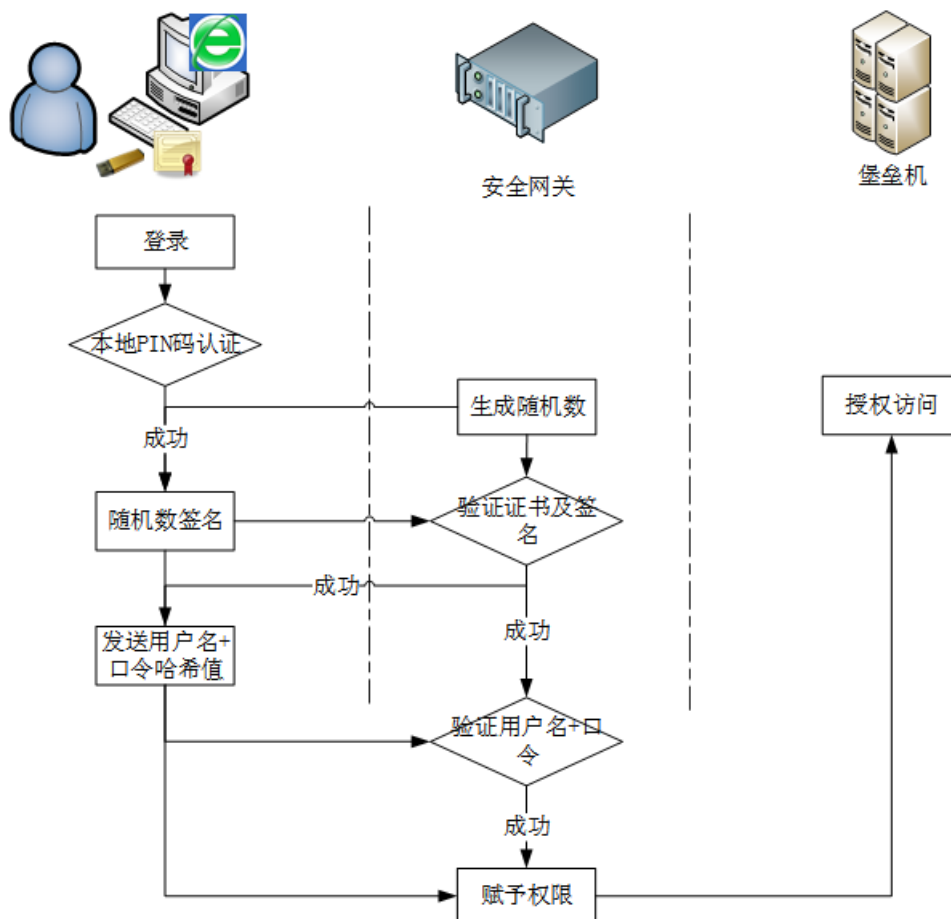 安全网关
堡垒机
登录
本地PIN码认证
生成随机数
授权访问
成功
随机数签名
验证证书及签
名
成功
成功
发送用户名+
口令哈希值
验证用户名+口
令
成功
赋予权限